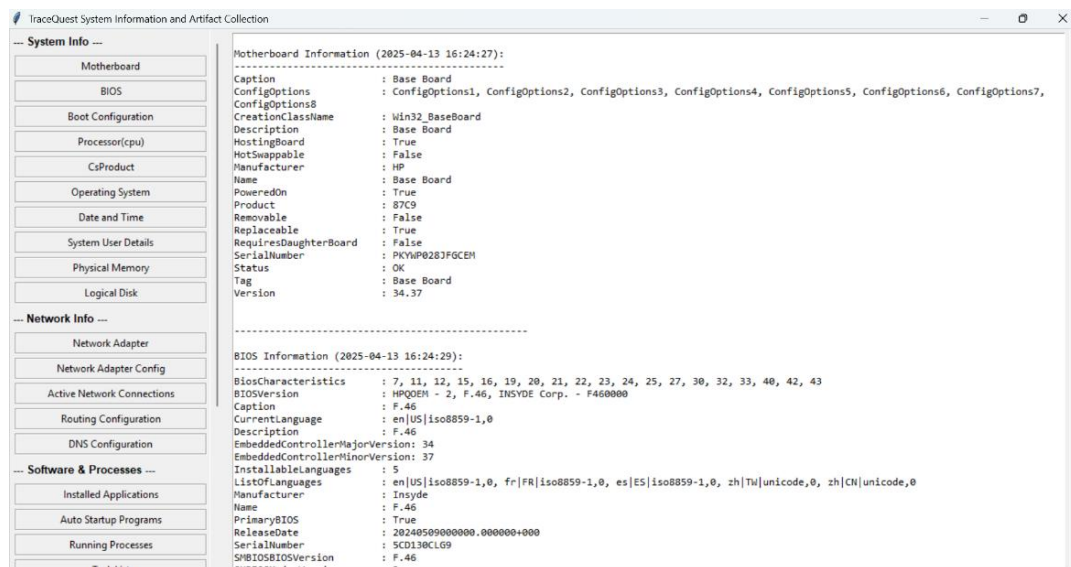 TraceQuest System Information and Artifact Collection
--- System Info ---
Motherboard
BIOS
Boot Configuration
Processor(cpu)
CsProduct
Operating System
Date and Time
System User Details
Physical Memory
Logical Disk
--- Network Info ---
Network Adapter
Network Adapter Config
Active Network Connections
Routing Configuration
DNS Configuration
--- Software & Processes ---
Installed Applications
Auto Startup Programs
Running Processes
Motherboard Information (2025-04-13 16:24:27):
------------------------------------------------
Caption : Base Board
ConfigOptions : ConfigOptions1, ConfigOptions2, ConfigOptions3, ConfigOptions4, ConfigOptions5, ConfigOptions6, ConfigOptions7,
ConfigOptions8
CreationClassName : Win32_BaseBoard
Description : Base Board
HostingBoard : True
HotSwappable : False
Manufacturer : HP
Name : Base Board
PoweredOn : True
Product : 87C9
Removable : False
Replaceable : True
RequiresDaughterBoard : False
SerialNumber : PKYWP028JFGCEM
Status : OK
Tag : Base Board
Version : 34.37
--------------------------------------------------
BIOS Information (2025-04-13 16:24:29):
---------------------------------------
BiosCharacteristics : 7, 11, 12, 15, 16, 19, 20, 21, 22, 23, 24, 25, 27, 30, 32, 33, 40, 42, 43
BIOSVersion : HPQOEM - 2, F.46, INSYDE Corp. - F460000
Caption : F.46
CurrentLanguage : en|US|iso8859-1,0
Description : F.46
EmbeddedControllerMajorVersion: 34
EmbeddedControllerMinorVersion: 37
InstallableLanguages : 5
ListOfLanguages : en|US|iso8859-1,0, fr|FR|iso8859-1,0, es|ES|iso8859-1,0, zh|TW|unicode,0, zh|CN|unicode,0
Manufacturer : Insyde
Name : F.46
PrimaryBIOS : True
ReleaseDate : 20240509000000.000000+000
SerialNumber : 5CD130CLG9
SMBIOSBIOSVersion : F.46